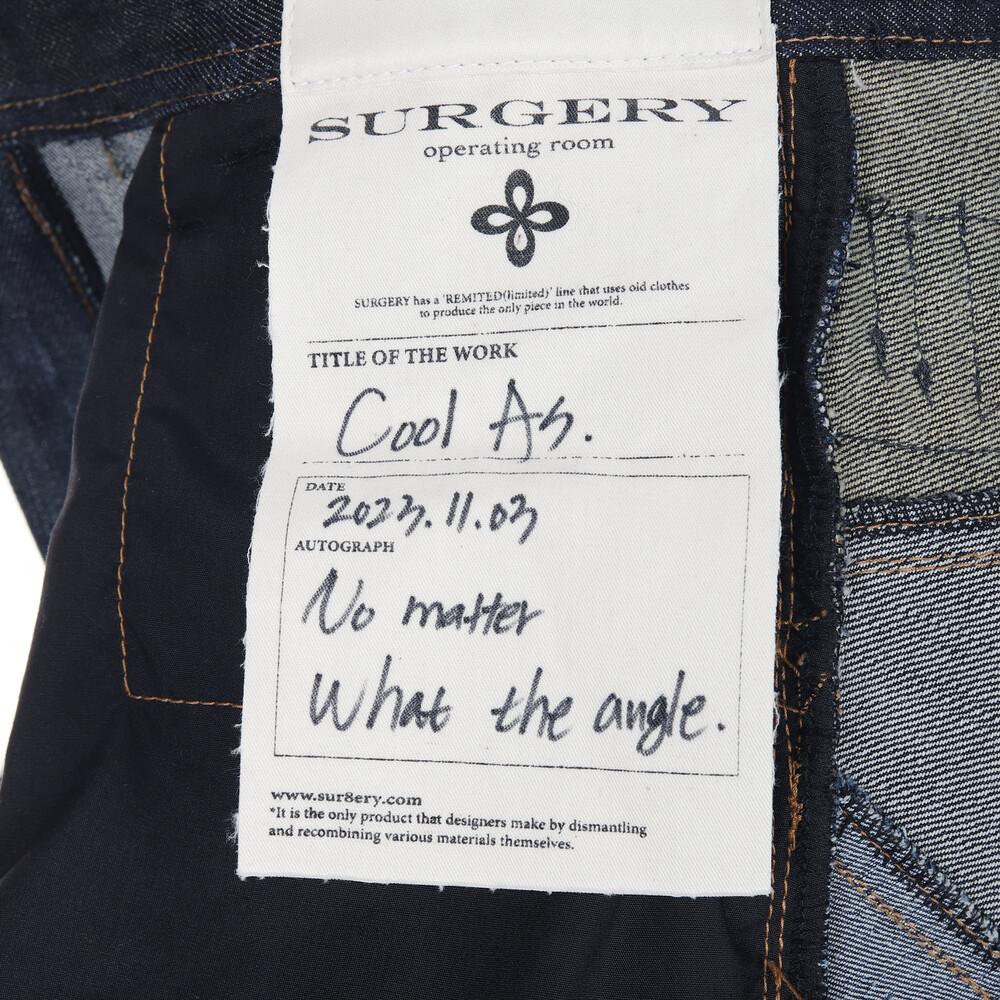 SURGERY
operating room
SURGERY has a 'REMITED(limited)' line that uses old clothes
to produce the only piece in the world.
TITLE OF THE WORK
Cool As.
DATE
2023.11.03
AUTOGRAPH
No matter
What the angle.
www.sur8ery.com
*It is the only product that designers make by dismantling
and recombining various materials themselves.